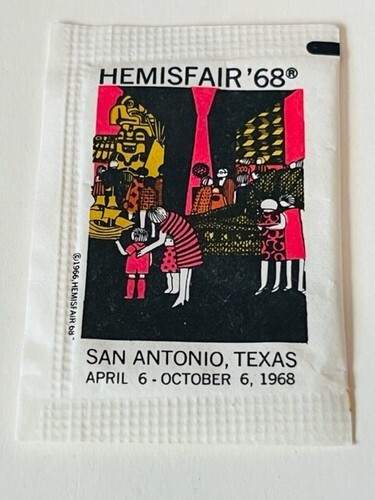 HEMISFAIR '68®
©1966, HEMISFAIR 68"
SAN ANTONIO, TEXAS
APRIL 6 - OCTOBER 6, 1968